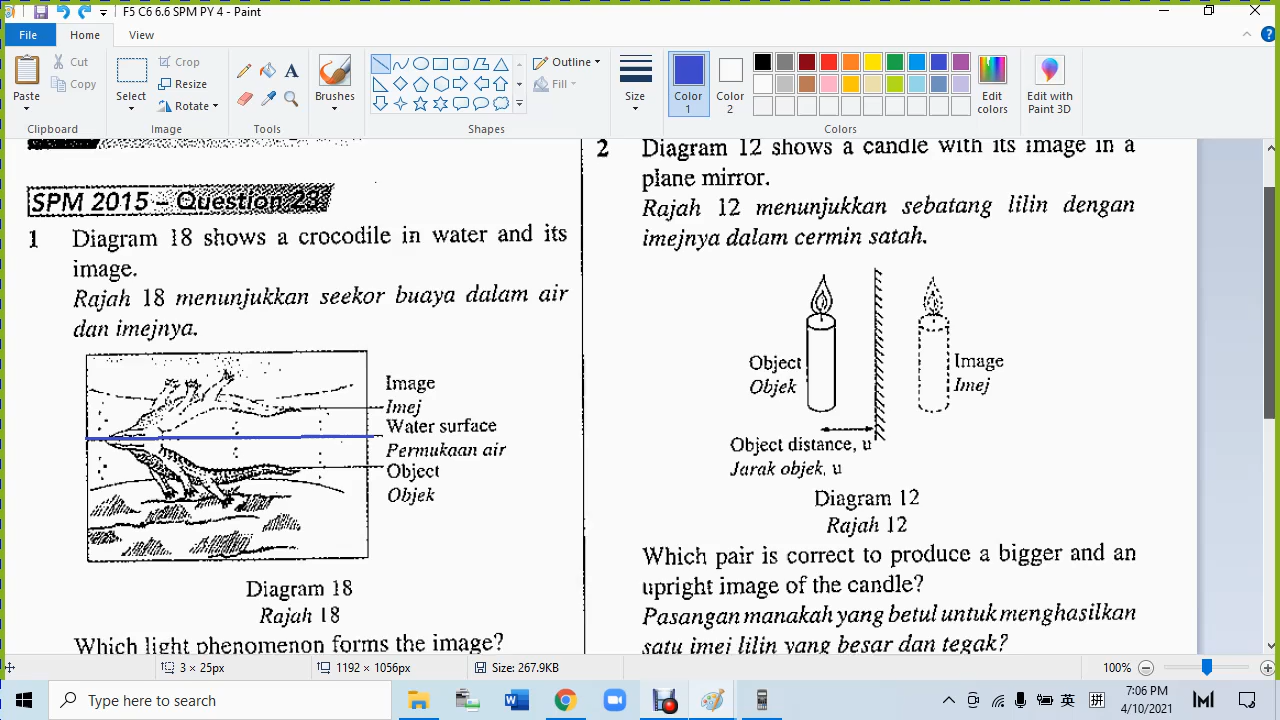 F5 C6 6.6 SPM PY 4 - Paint
File
Home
View
Paste
Cut
Copy
Clipboard
Select
Crop
Resize
Rotate
Image
A
Tools
Brushes
Shapes
Outline
Fill
Size
Color 1
Color 2
Edit colors
Edit with Paint 3D
Colors
SPM 2015 – Question 23
1 Diagram 18 shows a crocodile in water and its
image.
Rajah 18 menunjukkan seekor buaya dalam air
dan imejnya.
Image
Imej
Water surface
Permukaan air
Object
Objek
Diagram 18
Rajah 18
Which light phenomenon forms the image?
2 Diagram 12 shows a candle with its image in a
plane mirror.
Rajah 12 menunjukkan sebatang lilin dengan
imejnya dalam cermin satah.
Object
Objek
Image
Imej
Object distance, u
Jarak objek, u
Diagram 12
Rajah 12
Which pair is correct to produce a bigger and an
upright image of the candle?
Pasangan manakah yang betul untuk menghasilkan
satu imej lilin yang besar dan tegak?
3 × 25px
1192 × 1056px
Size: 267.9KB
100%
Type here to search
英
拼
7:06 PM
4/10/2021